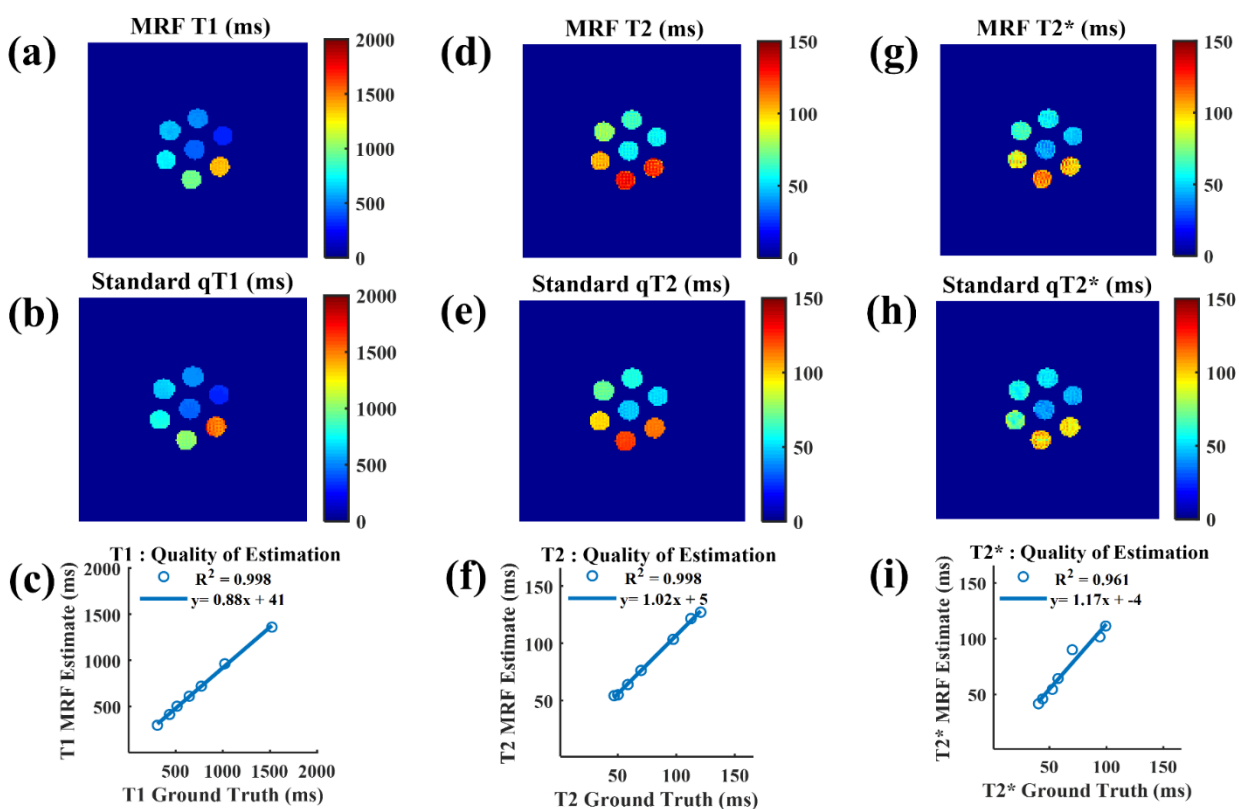 (a)
MRF T1 (ms)
2000
1500
1000
500
0
(d)
MRF T2 (ms)
150
100
50
0
(g)
MRF T2* (ms)
150
100
50
0
(b)
Standard qT1 (ms)
2000
1500
1000
500
0
(e)
Standard qT2 (ms)
150
100
50
0
(h)
Standard qT2* (ms)
150
100
50
0
(c)
T1 : Quality of Estimation
R² = 0.998
y= 0.88x + 41
T1 MRF Estimate (ms)
2000
1500
1000
500
500 1000 1500 2000
T1 Ground Truth (ms)
(f)
T2 : Quality of Estimation
R² = 0.998
y= 1.02x + 5
T2 MRF Estimate (ms)
150
100
50
50 100 150
T2 Ground Truth (ms)
(i)
T2* : Quality of Estimation
R² = 0.961
y= 1.17x + -4
T2* MRF Estimate (ms)
150
100
50
50 100 150
T2* Ground Truth (ms)